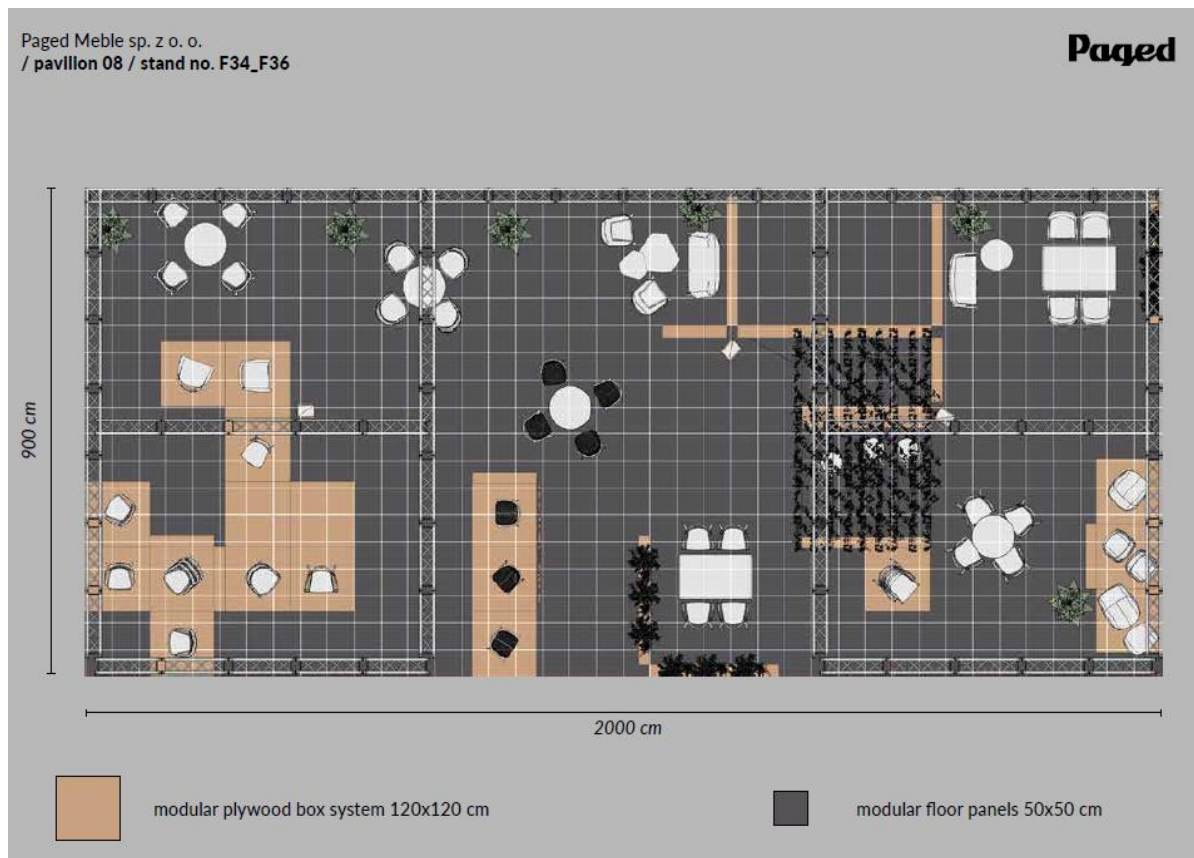 Paged Meble sp. z o. o.
/ pavilion 08 / stand no. F34_F36
Paged
900 cm
2000 cm
modular plywood box system 120x120 cm
modular floor panels 50x50 cm